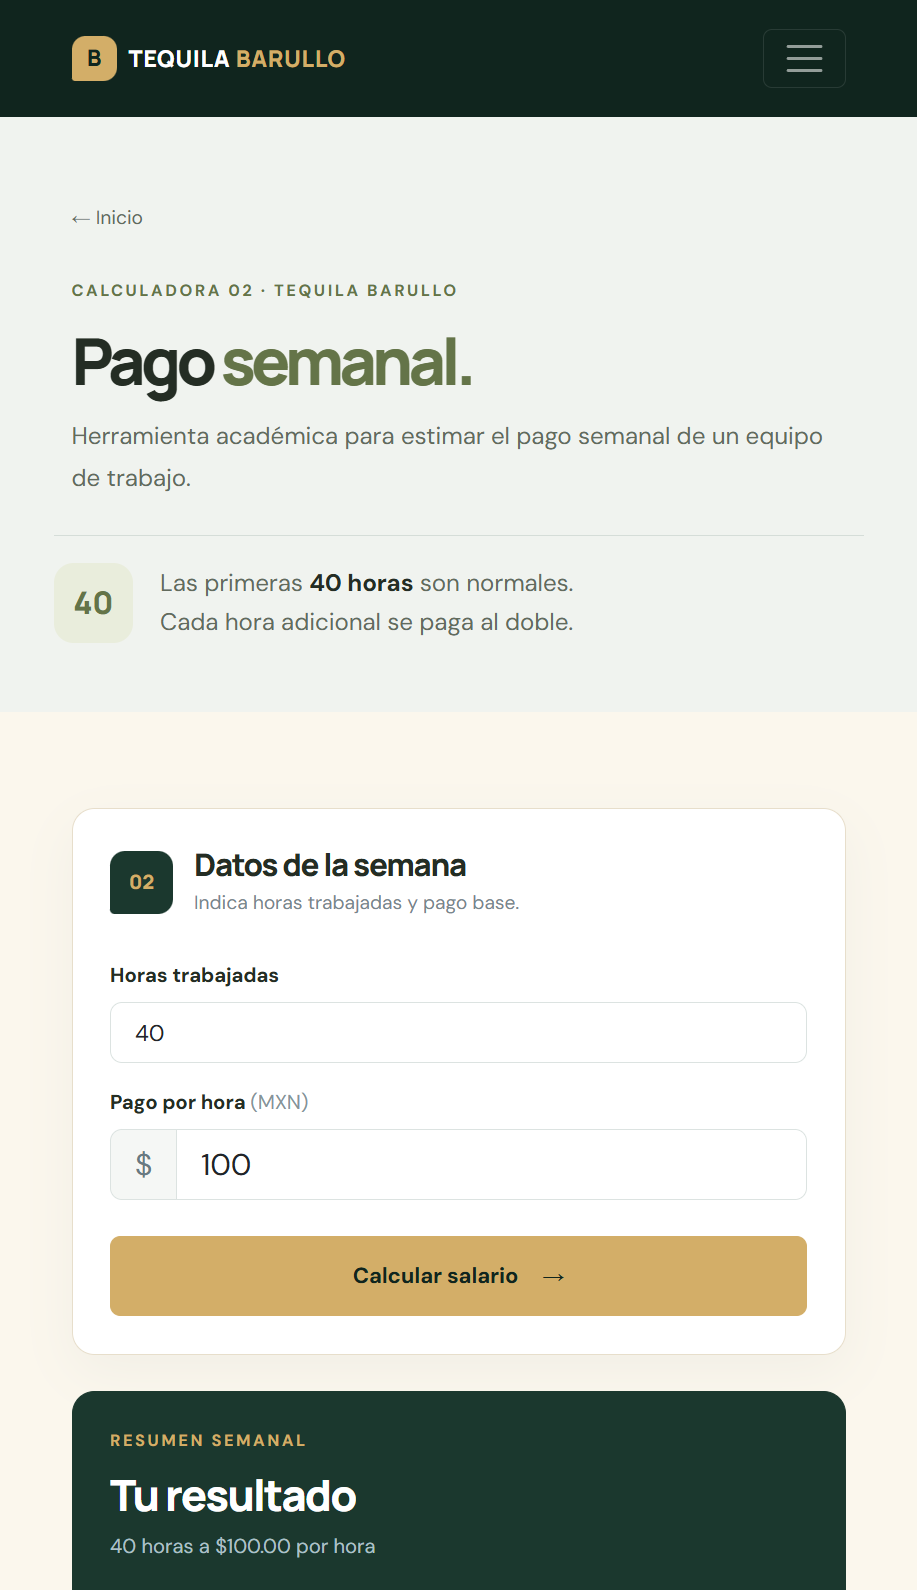 B TEQUILA BARULLO
← Inicio
CALCULADORA 02 · TEQUILA BARULLO
Pago semanal.
Herramienta académica para estimar el pago semanal de un equipo
de trabajo.
40
Las primeras 40 horas son normales.
Cada hora adicional se paga al doble.
02
Datos de la semana
Indica horas trabajadas y pago base.
Horas trabajadas
40
Pago por hora (MXN)
$ 100
Calcular salario →
RESUMEN SEMANAL
Tu resultado
40 horas a $100.00 por hora